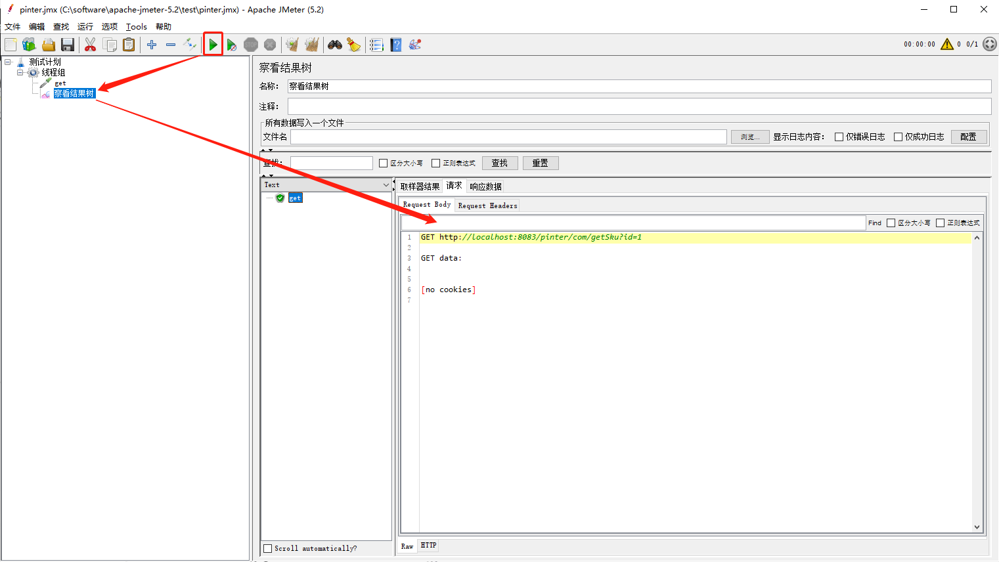 pinter.jmx (C:\software\apache-jmeter-5.2\test\pinter.jmx) - Apache JMeter (5.2)
文件 编辑 查找 运行 选项 Tools 帮助
00:00:00 0 0/1
测试计划
线程组
get
察看结果树
察看结果树
名称: 察看结果树
注释:
所有数据写入一个文件
文件名 浏览... 显示日志内容: 仅错误日志 仅成功日志 配置
查找: 区分大小写 正则表达式 查找 重置
Text
get
Scroll automatically?
取样器结果 请求 响应数据
Request Body Request Headers
Find 区分大小写 正则表达式
1 GET http://localhost:8083/pinter/com/getSku?id=1
2
3 GET data:
4
5
6 [no cookies]
7
Raw HTTP